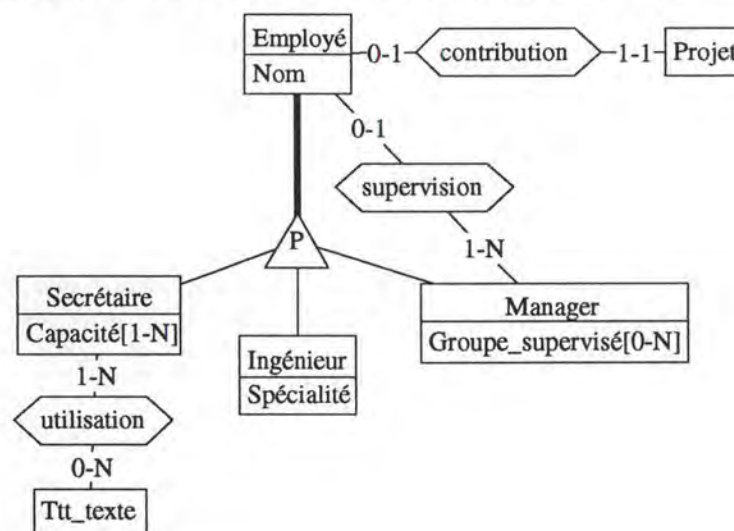 Employé
Nom
0-1
contribution
1-1
Projet
0-1
supervision
1-N
P
Secrétaire
Capacité[1-N]
Manager
Groupe_supervisé[0-N]
Ingénieur
Spécialité
1-N
utilisation
0-N
Ttt_texte